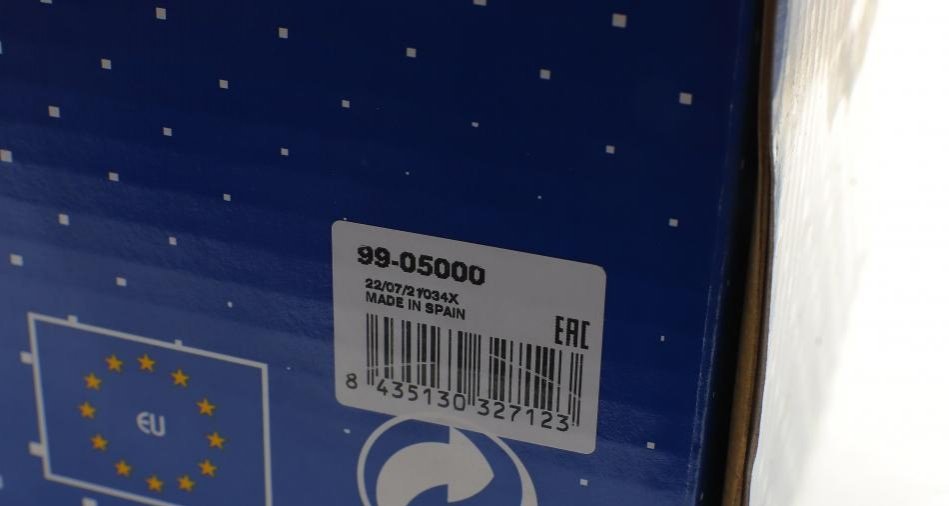 99-05000
22/07/21034X
MADE IN SPAIN
EAC
8 435130 327123
EU